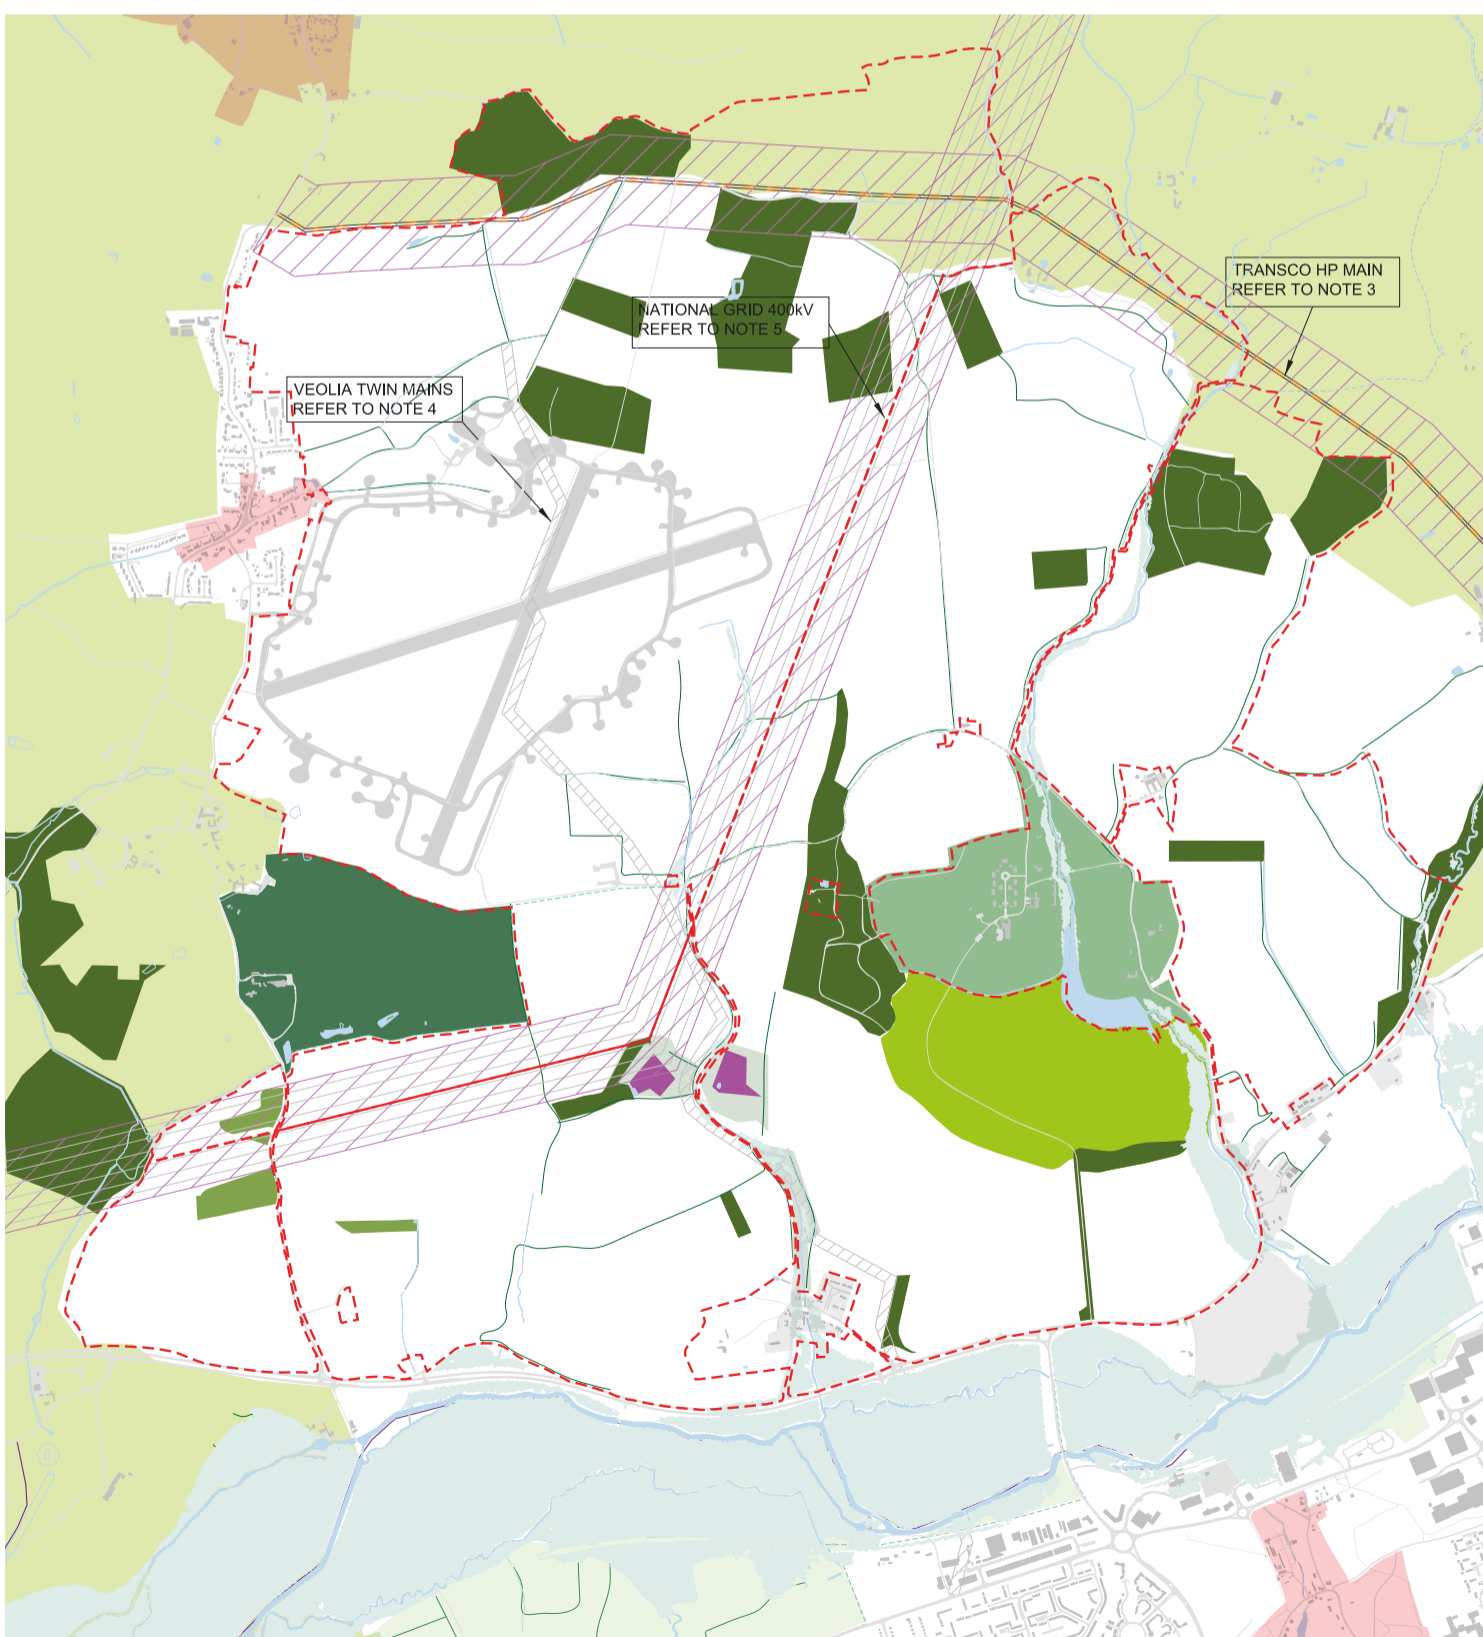 TRANSCO HP MAIN
REFER TO NOTE 3
NATIONAL GRID 400kV
REFER TO NOTE 5
VEOLIA TWIN MAINS
REFER TO NOTE 4